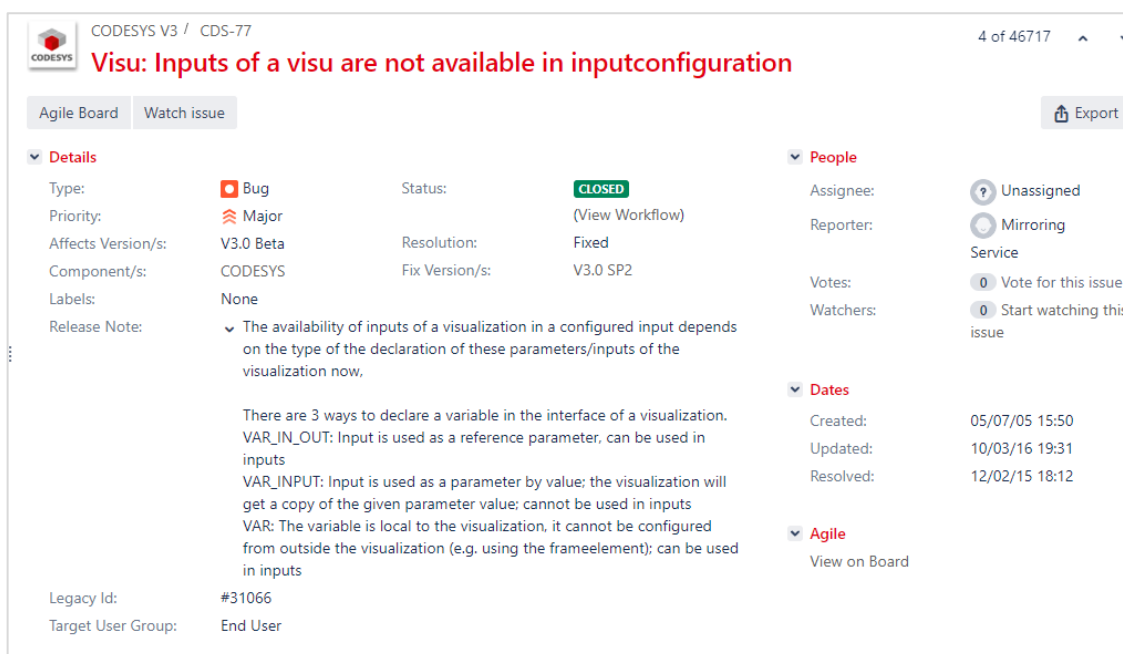 CODESYS
CODESYS V3 / CDS-77
4 of 46717
Visu: Inputs of a visu are not available in inputconfiguration
Agile Board
Watch issue
Export
Details
Type:
Bug
Status:
CLOSED
Priority:
Major
(View Workflow)
Affects Version/s:
V3.0 Beta
Resolution:
Fixed
Component/s:
CODESYS
Fix Version/s:
V3.0 SP2
Labels:
None
Release Note:
The availability of inputs of a visualization in a configured input depends
on the type of the declaration of these parameters/inputs of the
visualization now,
There are 3 ways to declare a variable in the interface of a visualization.
VAR_IN_OUT: Input is used as a reference parameter, can be used in
inputs
VAR_INPUT: Input is used as a parameter by value; the visualization will
get a copy of the given parameter value; cannot be used in inputs
VAR: The variable is local to the visualization, it cannot be configured
from outside the visualization (e.g. using the frameelement); can be used
in inputs
Legacy Id:
#31066
Target User Group:
End User
People
Assignee:
? Unassigned
Reporter:
Mirroring
Service
Votes:
0 Vote for this issue
Watchers:
0 Start watching this
issue
Dates
Created:
05/07/05 15:50
Updated:
10/03/16 19:31
Resolved:
12/02/15 18:12
Agile
View on Board